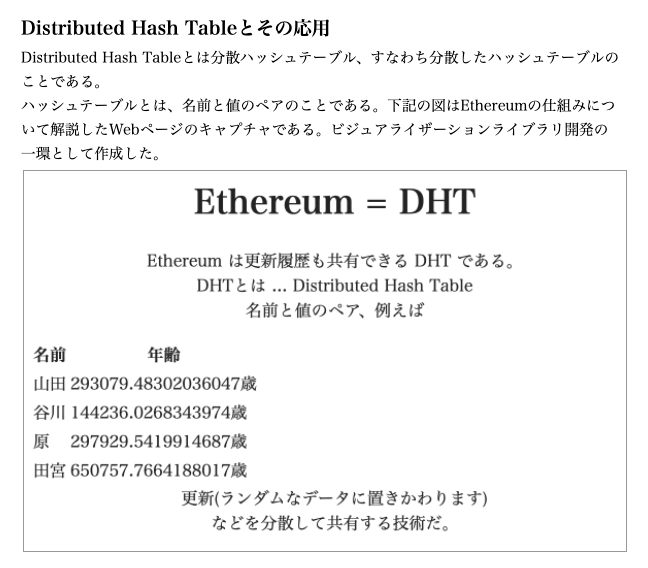 Distributed Hash Tableとその応用
Distributed Hash Tableとは分散ハッシュテーブル、すなわち分散したハッシュテーブルの
ことである。
ハッシュテーブルとは、名前と値のペアのことである。下記の図はEthereumの仕組みにつ
いて解説したWebページのキャプチャである。ビジュアライザーションライブラリ開発の
一環として作成した。
Ethereum = DHT
Ethereum は更新履歴も共有できる DHT である。
DHTとは ... Distributed Hash Table
名前と値のペア、例えば
名前 年齢
山田 293079.48302036047歳
谷川 144236.0268343974歳
原 297929.5419914687歳
田宮 650757.7664188017歳
更新(ランダムなデータに置きかわります)
などを分散して共有する技術だ。